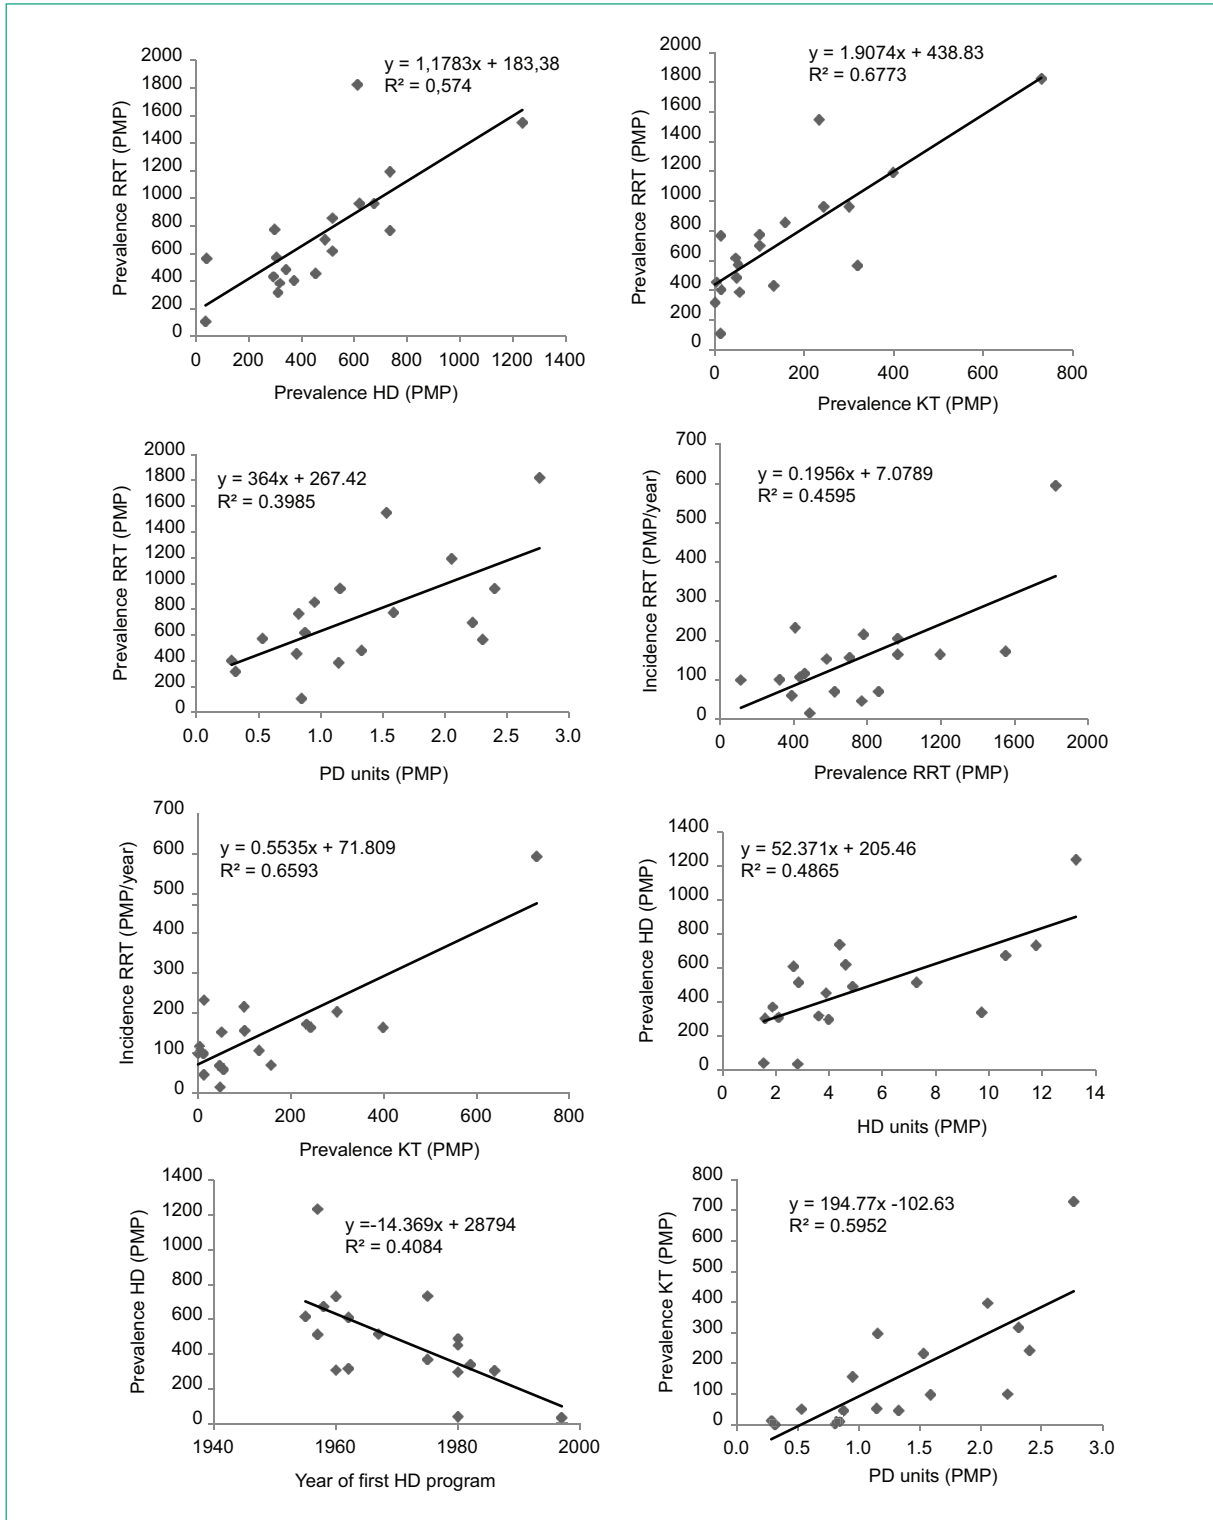 y = 1,1783x + 183,38
R² = 0,574
Prevalence RRT (PMP)
2000
1800
1600
1400
1200
1000
800
600
400
200
0
0 200 400 600 800 1000 1200 1400
Prevalence HD (PMP)
y = 1.9074x + 438.83
R² = 0.6773
Prevalence RRT (PMP)
2000
1800
1600
1400
1200
1000
800
600
400
200
0
0 200 400 600 800
Prevalence KT (PMP)
y = 364x + 267.42
R² = 0.3985
Prevalence RRT (PMP)
2000
1800
1600
1400
1200
1000
800
600
400
200
0
0.0 0.5 1.0 1.5 2.0 2.5 3.0
PD units (PMP)
y = 0.1956x + 7.0789
R² = 0.4595
Incidence RRT (PMP/year)
700
600
500
400
300
200
100
0
0 400 800 1200 1600 2000
Prevalence RRT (PMP)
y = 0.5535x + 71.809
R² = 0.6593
Incidence RRT (PMP/year)
700
600
500
400
300
200
100
0
0 200 400 600 800
Prevalence KT (PMP)
y = 52.371x + 205.46
R² = 0.4865
Prevalence HD (PMP)
1400
1200
1000
800
600
400
200
0
0 2 4 6 8 10 12 14
HD units (PMP)
y =-14.369x + 28794
R² = 0.4084
Prevalence HD (PMP)
1400
1200
1000
800
600
400
200
0
1940 1960 1980 2000
Year of first HD program
y = 194.77x -102.63
R² = 0.5952
Prevalence KT (PMP)
800
700
600
500
400
300
200
100
0
0.0 0.5 1.0 1.5 2.0 2.5 3.0
PD units (PMP)